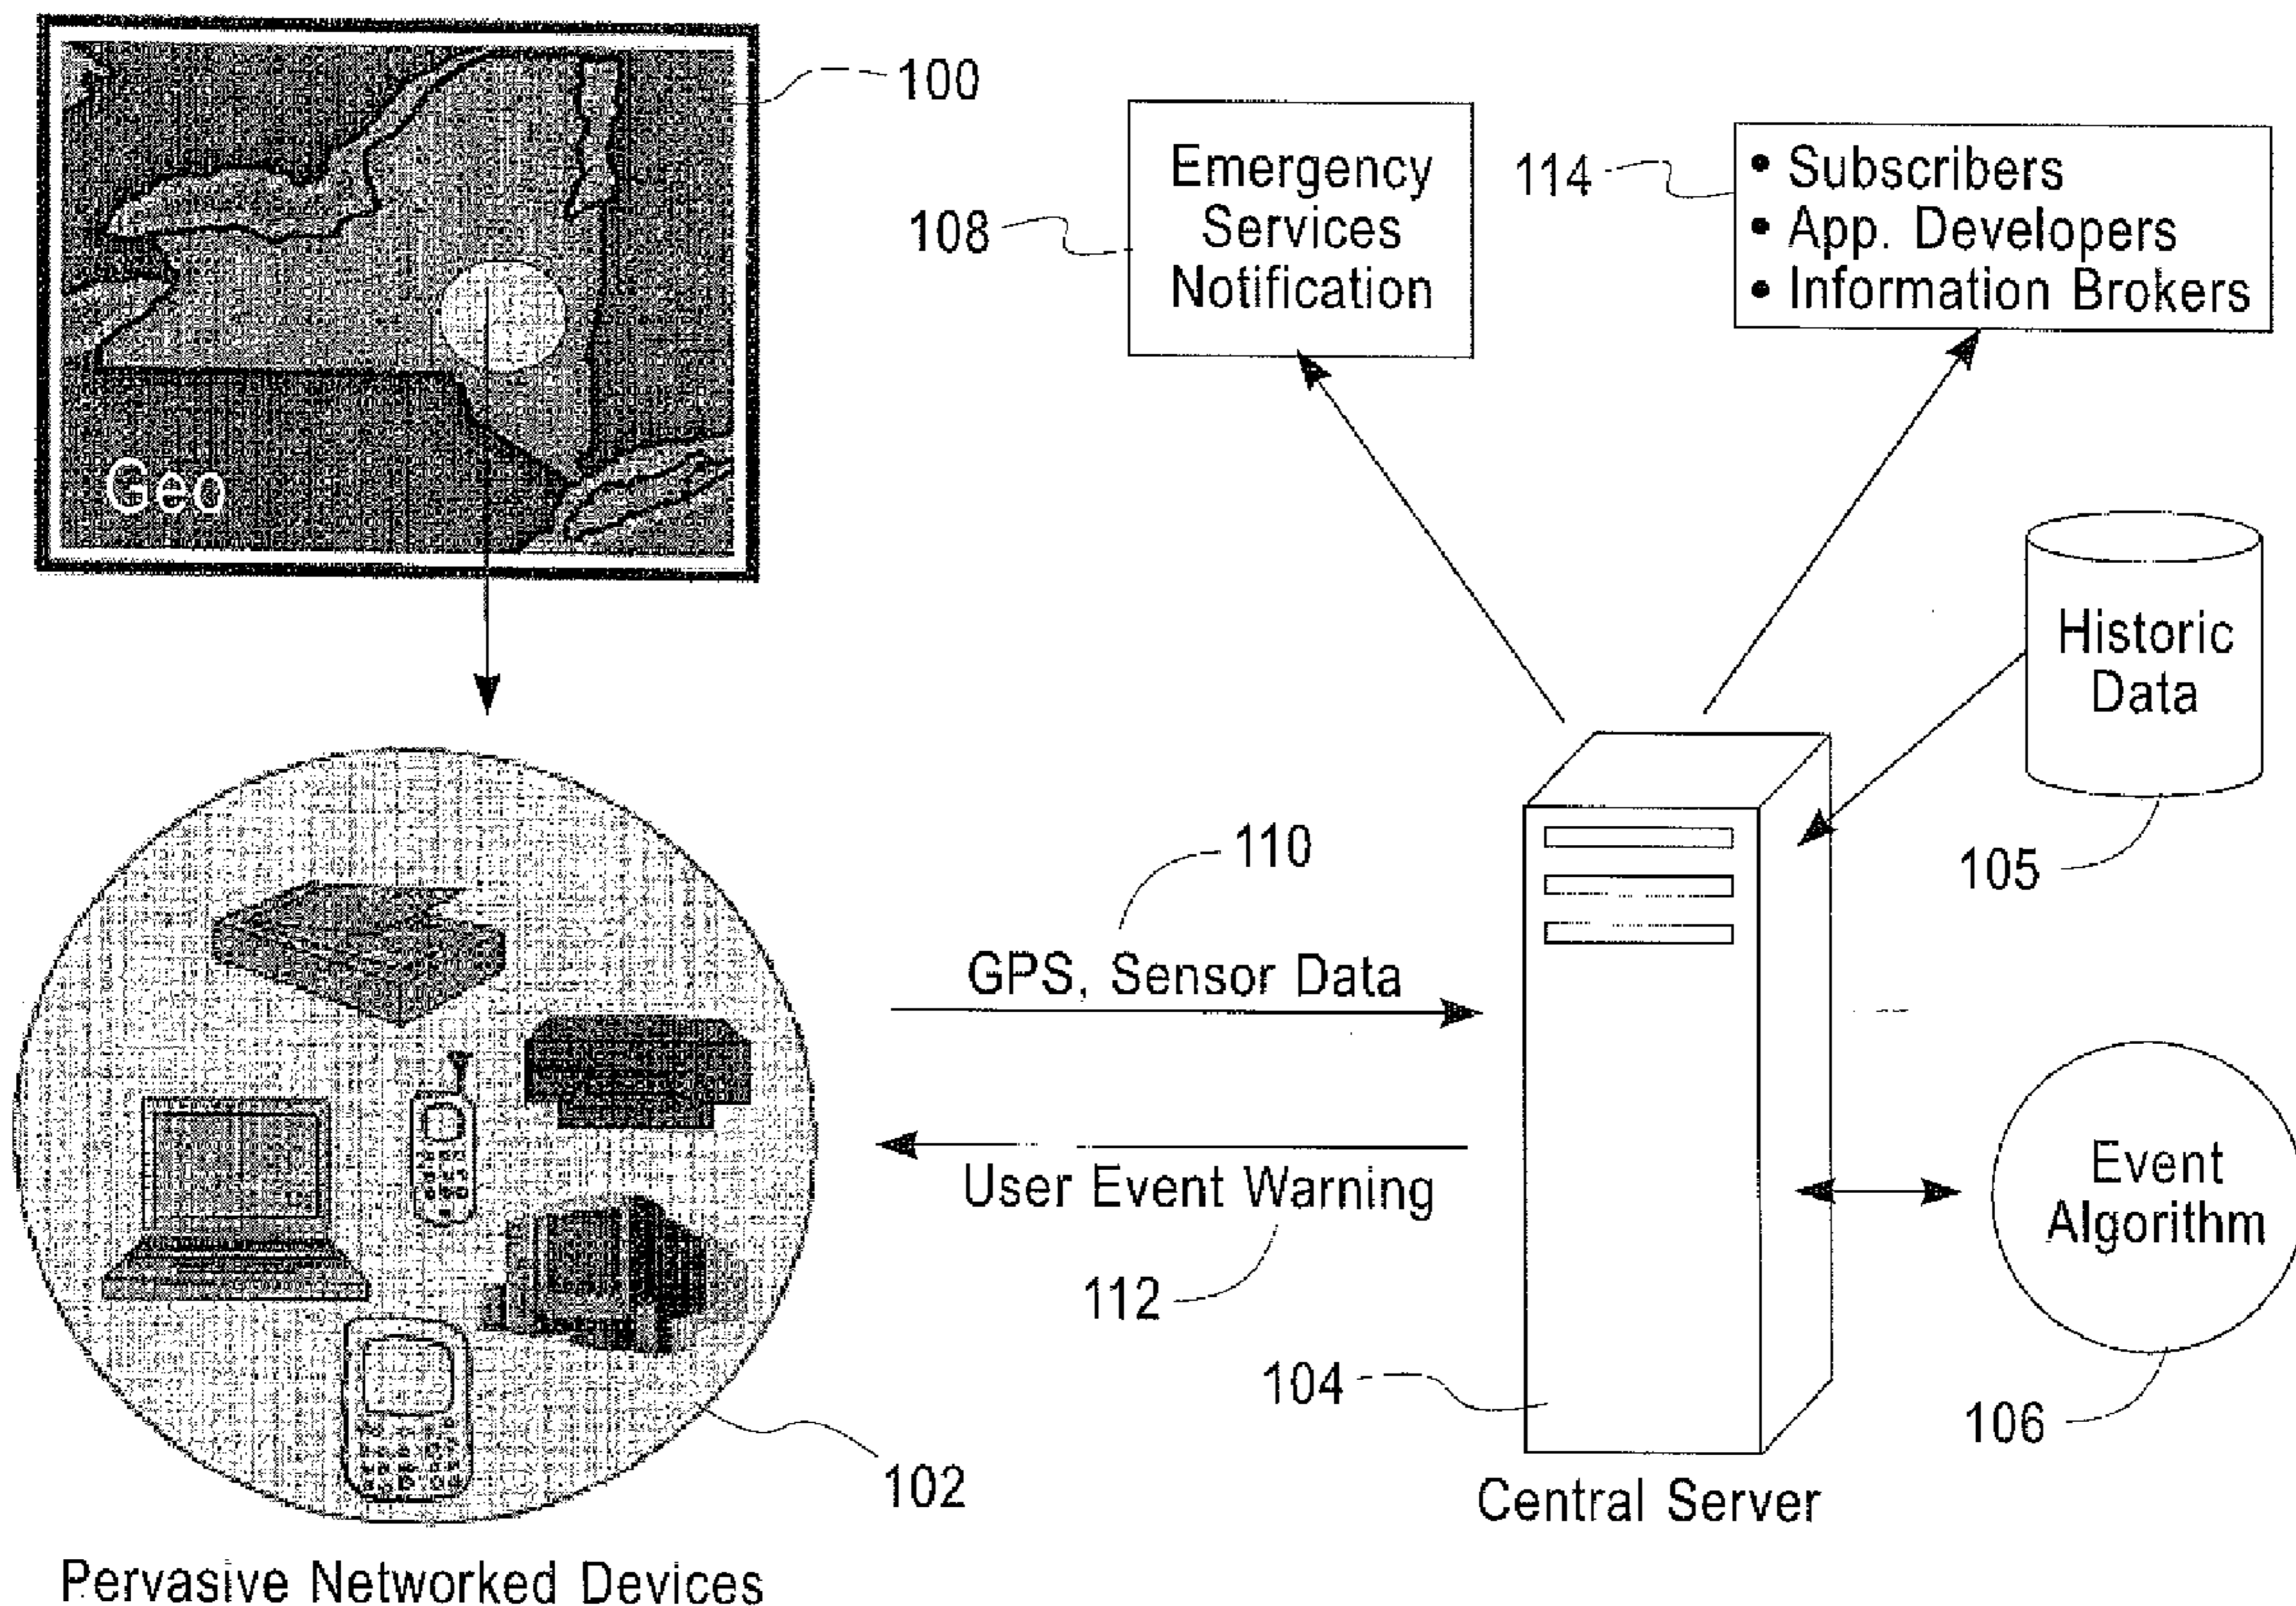 100
Geo
108
Emergency
Services
Notification
114
• Subscribers
• App. Developers
• Information Brokers
Historic
Data
105
110
GPS, Sensor Data
User Event Warning
112
104
Central Server
Event
Algorithm
106
102
Pervasive Networked Devices